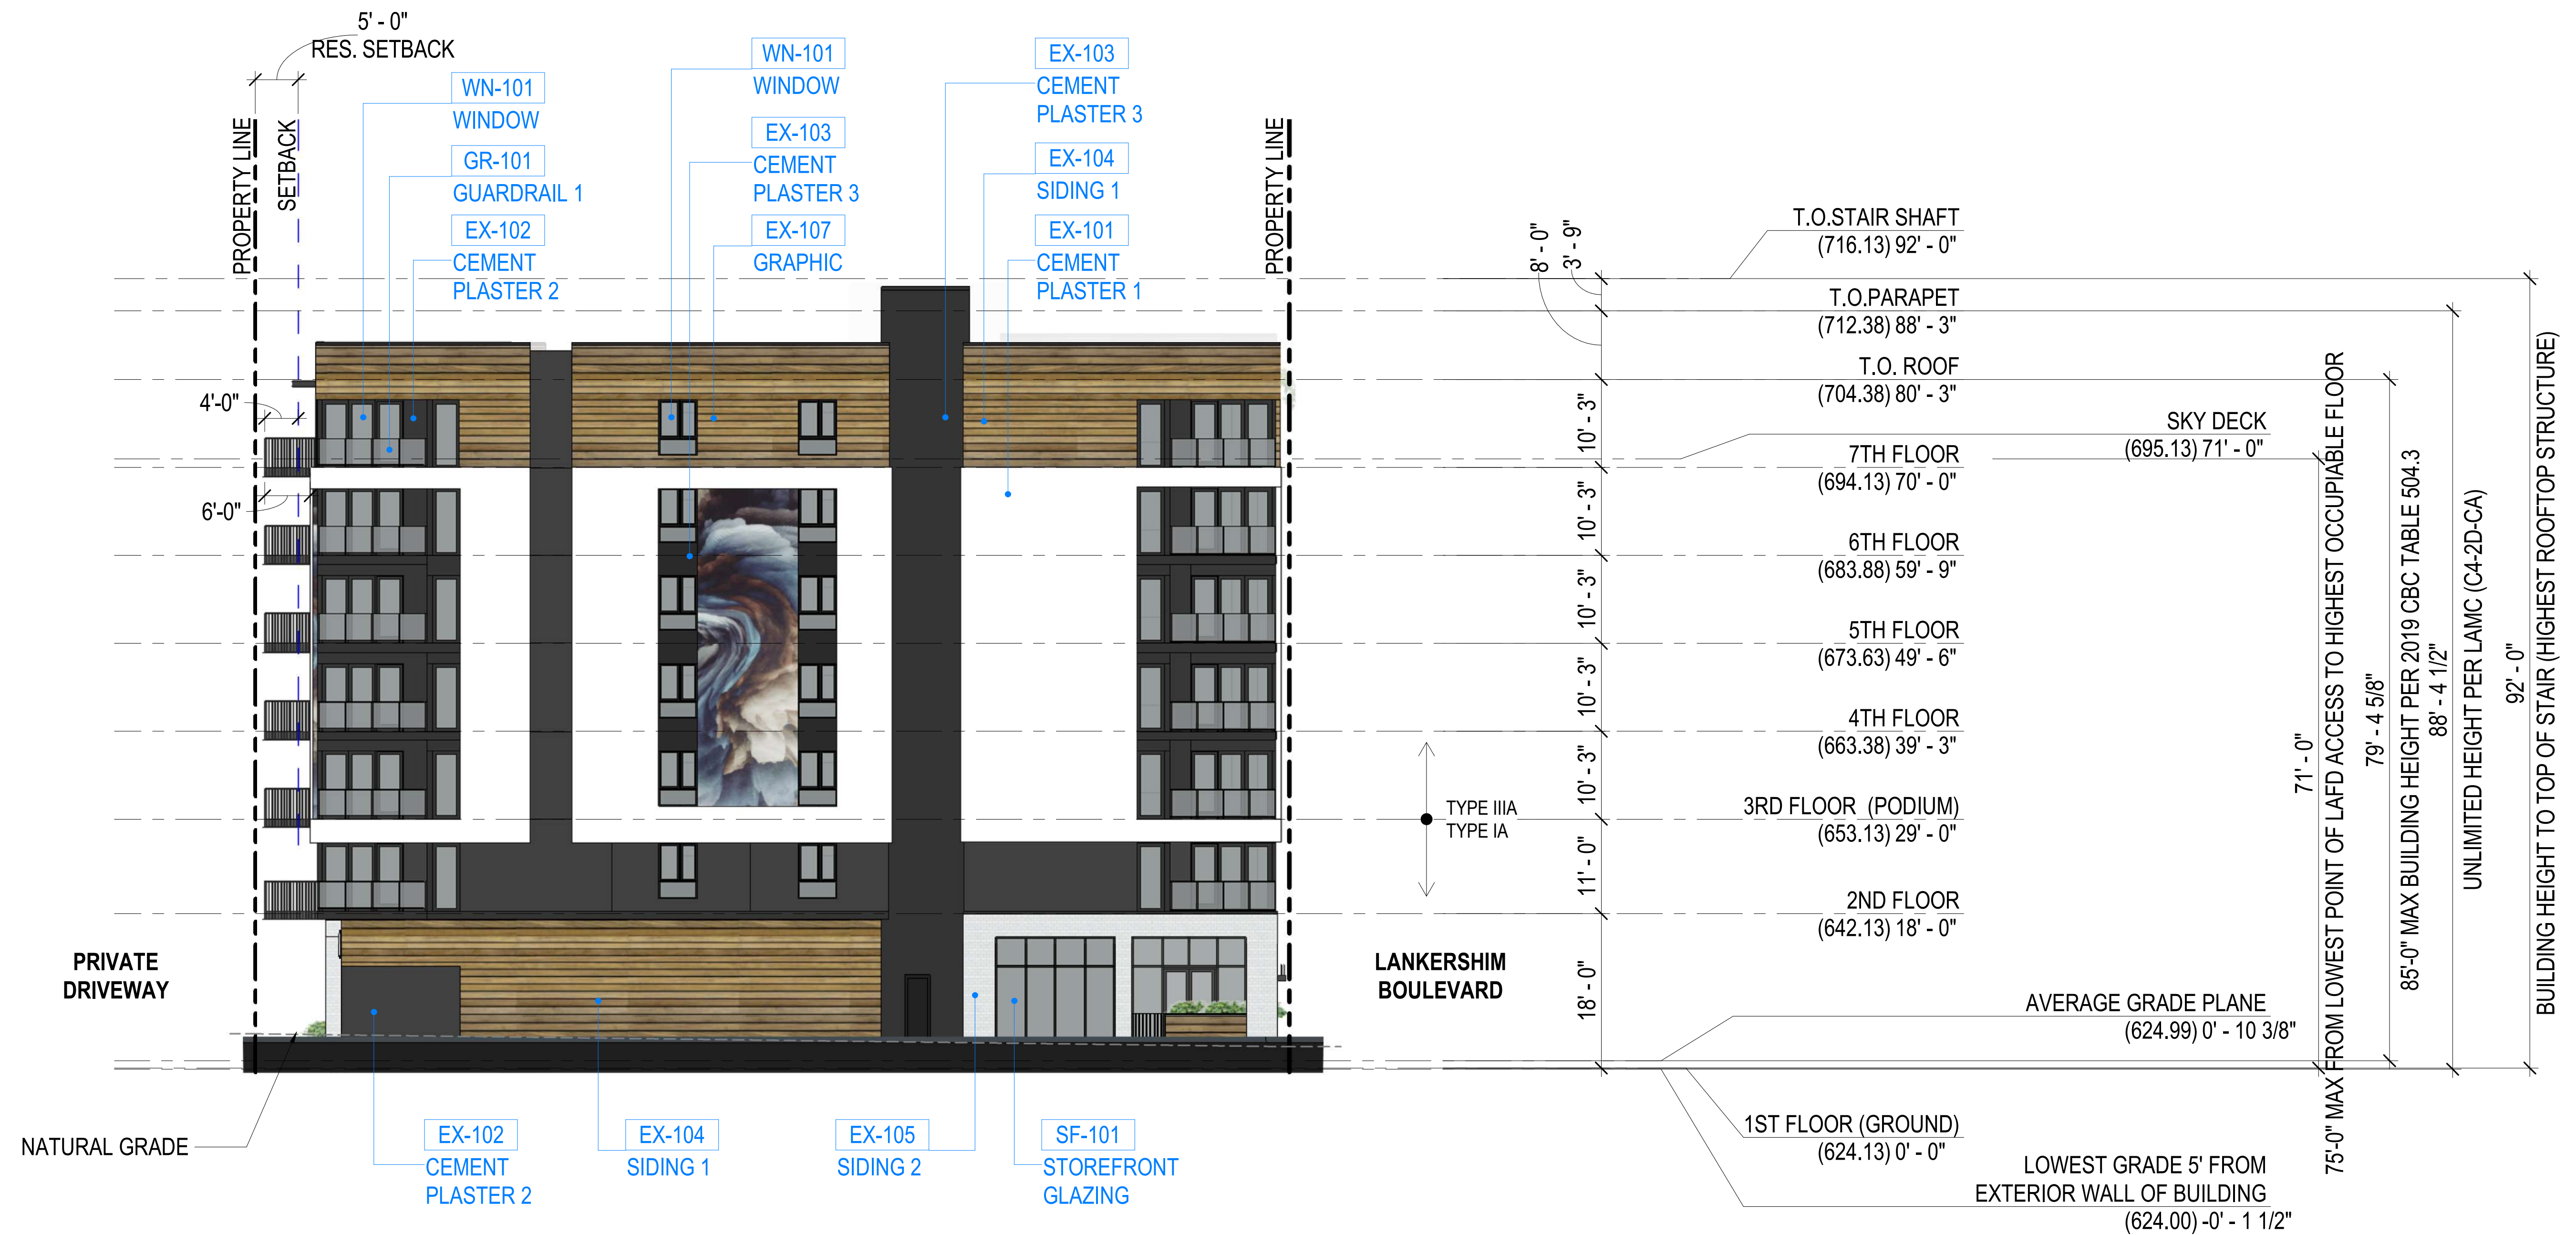 5' - 0"
RES. SETBACK
PROPERTY LINE
SETBACK
WN-101
WINDOW
GR-101
GUARDRAIL 1
EX-102
CEMENT
PLASTER 2
WN-101
WINDOW
EX-103
CEMENT
PLASTER 3
EX-107
GRAPHIC
EX-103
CEMENT
PLASTER 3
EX-104
SIDING 1
EX-101
CEMENT
PLASTER 1
PROPERTY LINE
4'-0"
6'-0"
PRIVATE
DRIVEWAY
NATURAL GRADE
EX-102
CEMENT
PLASTER 2
EX-104
SIDING 1
EX-105
SIDING 2
SF-101
STOREFRONT
GLAZING
LANKERSHIM
BOULEVARD
TYPE IIIA
TYPE IA
8' - 0"
3' - 9"
10' - 3"
10' - 3"
10' - 3"
10' - 3"
10' - 3"
11' - 0"
18' - 0"
T.O.STAIR SHAFT
(716.13) 92' - 0"
T.O.PARAPET
(712.38) 88' - 3"
T.O. ROOF
(704.38) 80' - 3"
SKY DECK
(695.13) 71' - 0"
7TH FLOOR
(694.13) 70' - 0"
6TH FLOOR
(683.88) 59' - 9"
5TH FLOOR
(673.63) 49' - 6"
4TH FLOOR
(663.38) 39' - 3"
3RD FLOOR (PODIUM)
(653.13) 29' - 0"
2ND FLOOR
(642.13) 18' - 0"
AVERAGE GRADE PLANE
(624.99) 0' - 10 3/8"
1ST FLOOR (GROUND)
(624.13) 0' - 0"
LOWEST GRADE 5' FROM
EXTERIOR WALL OF BUILDING
(624.00) -0' - 1 1/2"
71' - 0"
75'-0" MAX FROM LOWEST POINT OF LAFD ACCESS TO HIGHEST OCCUPIABLE FLOOR
79' - 4 5/8"
85'-0" MAX BUILDING HEIGHT PER 2019 CBC TABLE 504.3
88' - 4 1/2"
UNLIMITED HEIGHT PER LAMC (C4-2D-CA)
92' - 0"
BUILDING HEIGHT TO TOP OF STAIR (HIGHEST ROOFTOP STRUCTURE)